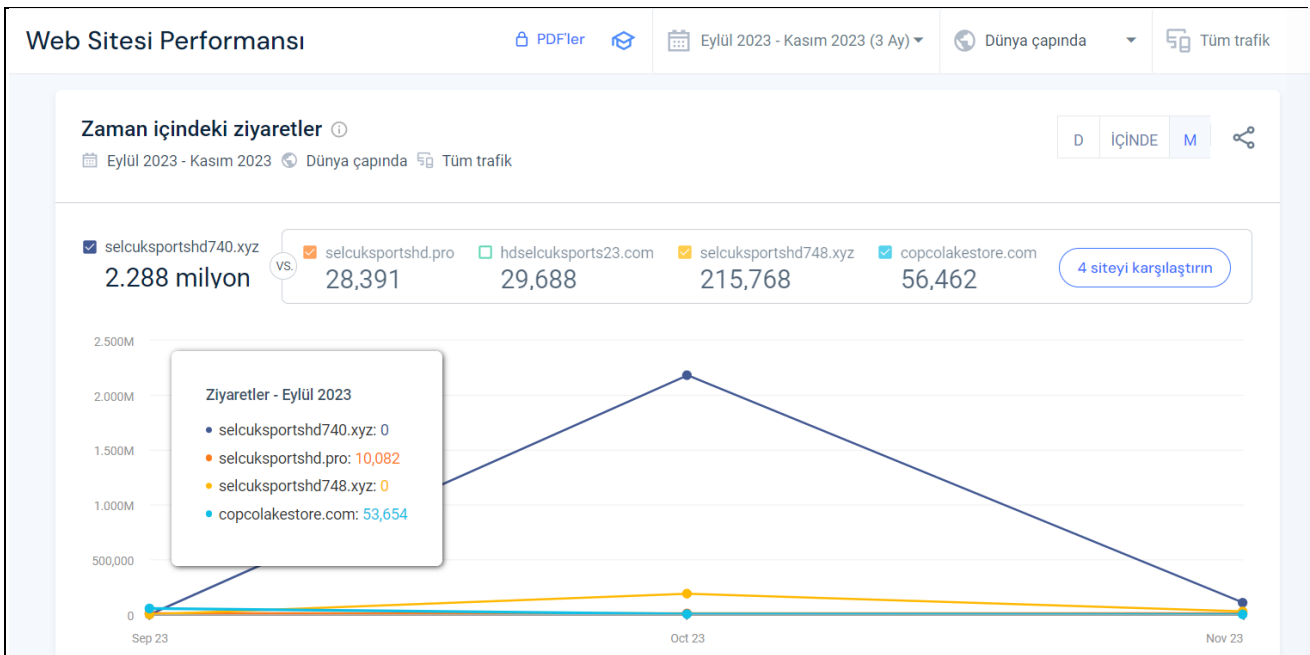 Web Sitesi Performansı
PDF'ler
Eylül 2023 - Kasım 2023 (3 Ay)
Dünya çapında
Tüm trafik
Zaman içindeki ziyaretler
D İÇİNDE M
Eylül 2023 - Kasım 2023 Dünya çapında Tüm trafik
selcuksportshd740.xyz
2.288 milyon
VS.
selcuksportshd.pro
28,391
hdselcuksports23.com
29,688
selcuksportshd748.xyz
215,768
copcolakestore.com
56,462
4 siteyi karşılaştırın
2.500M
2.000M
1.500M
1.000M
500,000
0
Ziyaretler - Eylül 2023
selcuksportshd740.xyz: 0
selcuksportshd.pro: 10,082
selcuksportshd748.xyz: 0
copcolakestore.com: 53,654
Sep 23
Oct 23
Nov 23